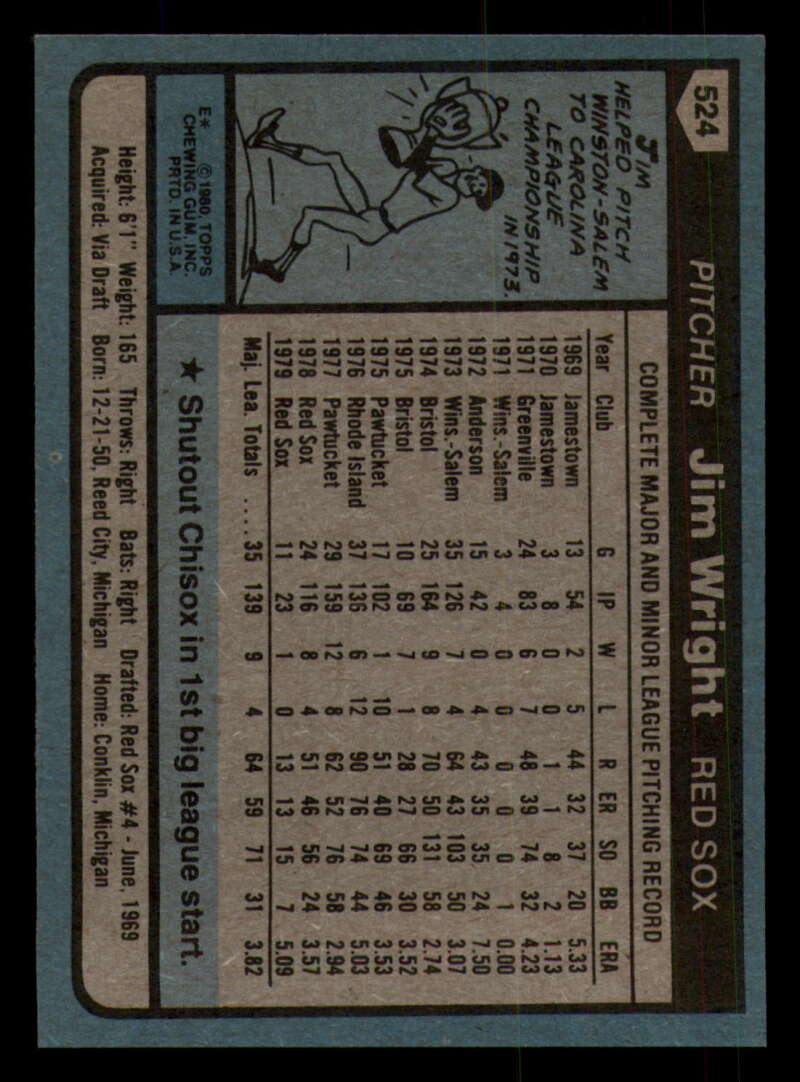 524 PITCHER Jim Wright RED SOX
JIM
HELPED PITCH
WINSTON-SALEM
TO CAROLINA
LEAGUE
CHAMPIONSHIP
IN 1973.
E* © 1980, TOPPS
CHEWING GUM, INC.
PRTD. IN U.S.A.
COMPLETE MAJOR AND MINOR LEAGUE PITCHING RECORD
Year Club G IP W L R ER SO BB ERA
1969 Jamestown 13 54 2 5 44 32 37 20 5.33
1970 Jamestown 3 8 0 0 1 1 8 2 1.13
1971 Greenville 24 83 6 7 48 39 74 32 4.23
1971 Wins.-Salem 3 4 0 0 0 0 0 1 0.00
1972 Anderson 15 42 0 4 43 35 35 24 7.50
1973 Wins.-Salem 35 126 7 4 64 43 103 50 3.07
1974 Bristol 25 164 9 8 70 50 131 58 2.74
1975 Bristol 10 69 7 1 28 27 66 30 3.52
1975 Pawtucket 17 102 1 10 51 40 69 46 3.53
1976 Rhode Island 37 136 6 12 90 76 74 44 5.03
1977 Pawtucket 29 159 12 8 62 52 76 58 2.94
1978 Red Sox 24 116 8 4 51 46 56 24 3.57
1979 Red Sox 11 23 1 0 13 13 15 7 5.09
Maj. Lea. Totals .... 35 139 9 4 64 59 71 31 3.82
★ Shutout Chisox in 1st big league start.
Height: 6'1" Weight: 165 Throws: Right Bats: Right Drafted: Red Sox #4 - June, 1969
Acquired: Via Draft Born: 12-21-50, Reed City, Michigan Home: Conklin, Michigan